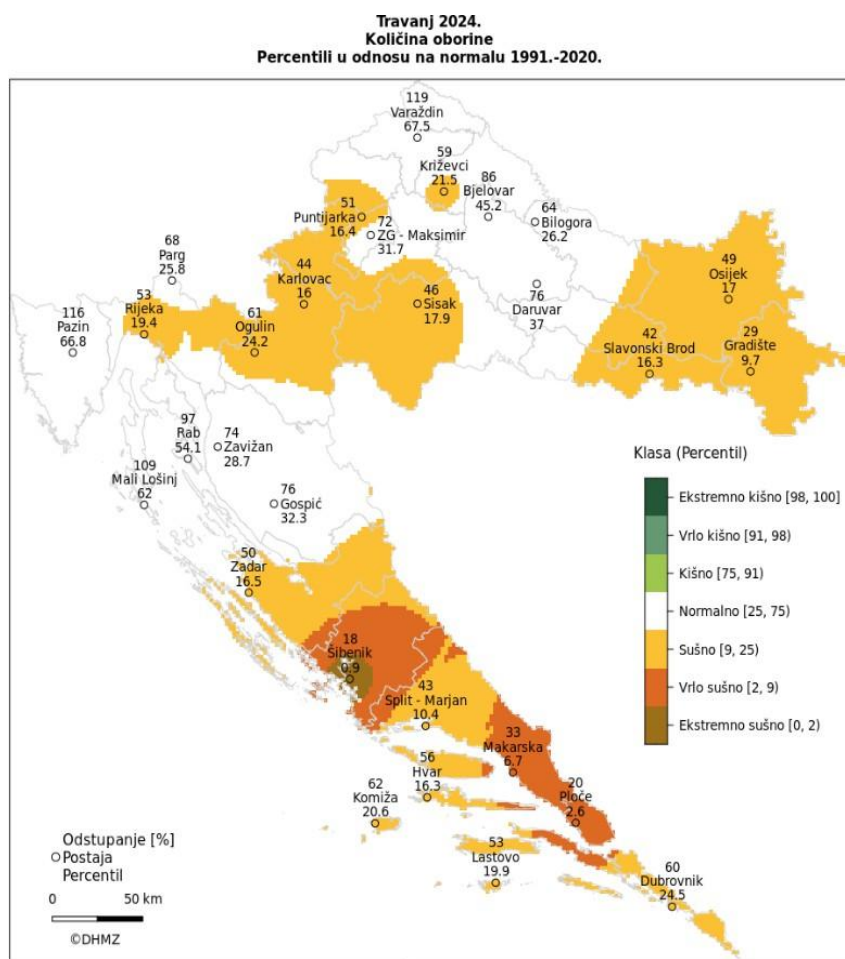 Travanj 2024.
Količina oborine
Percentili u odnosu na normalu 1991.-2020.
119
Varaždin
67.5
59
Križevci
21.5
86
Bjelovar
45.2
51
Puntijarka
16.4
72
ZG - Maksimir
31.7
64
Bilogora
26.2
68
Parg
25.8
44
Karlovac
16
49
Osijek
17
53
Rijeka
19.4
61
Ogulin
24.2
46
Sisak
17.9
76
Daruvar
37
116
Pazin
66.8
42
Slavonski Brod
16.3
29
Gradište
9.7
97
Rab
54.1
74
Zavižan
28.7
109
Mali Lošinj
62
76
Gospić
32.3
Klasa (Percentil)
Ekstremno kišno [98, 100]
Vrlo kišno [91, 98)
Kišno [75, 91)
Normalno [25, 75)
Sušno [9, 25)
Vrlo sušno [2, 9)
Ekstremno sušno [0, 2)
50
Zadar
16.5
18
Šibenik
0.9
43
Split - Marjan
10.4
33
Makarska
6.7
56
Hvar
16.3
62
Komiža
20.6
20
Ploče
2.6
53
Lastovo
19.9
60
Dubrovnik
24.5
Odstupanje [%]
Postaja
Percentil
0 50 km
©DHMZ